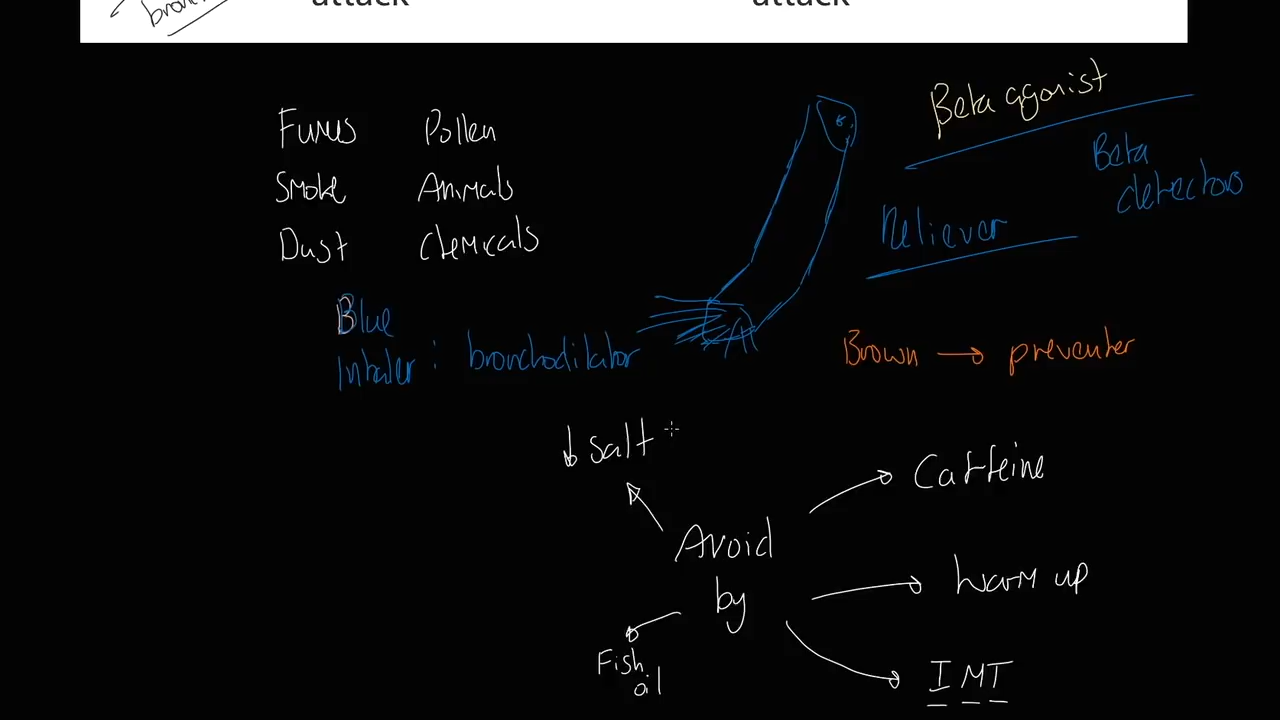 attack attack
Fumes Pollen
Smoke Animals
Dust Chemicals
Beta agonist
Beta
detectors
Reliever
Blue
Inhaler : bronchodilator
Brown → preventer
↓ salt
Caffeine
Avoid
by
Warm up
Fish
oil
IMT